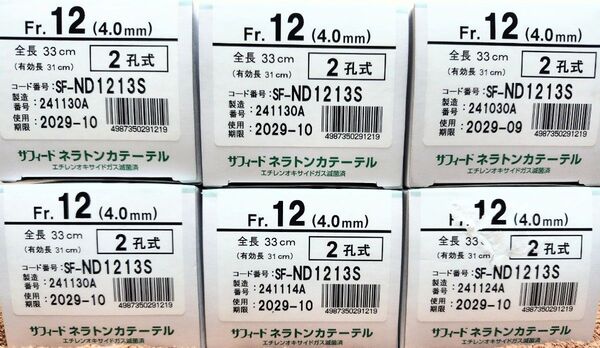 Fr. 12 (4.0mm)
全長 33cm
(有効長 31cm)
2孔式
コード番号: SF-ND1213S
製造番号: 241130A
使用期限 2029-10
4987350291219
サフィード ネラトンカテーテル
エチレンオキサイドガス滅菌済
Fr. 12 (4.0mm)
全長 33cm
(有効長 31cm)
2孔式
コード番号: SF-ND1213S
製造番号: 241130A
使用期限 2029-10
4987350291219
サフィード ネラトンカテーテル
エチレンオキサイドガス滅菌済
Fr. 12 (4.0mm)
全長 33cm
(有効長 31cm)
2孔式
コード番号: SF-ND1213S
製造番号: 241030A
使用期限 2029-09
4987350291219
サフィード ネラトンカテーテル
エチレンオキサイドガス滅菌済
Fr. 12 (4.0mm)
全長 33cm
(有効長 31cm)
2孔式
コード番号: SF-ND1213S
製造番号: 241130A
使用期限 2029-10
4987350291219
サフィード ネラトンカテーテル
エチレンオキサイドガス滅菌済
Fr. 12 (4.0mm)
全長 33cm
(有効長 31cm)
2孔式
コード番号: SF-ND1213S
製造番号: 241114A
使用期限 2029-10
4987350291219
サフィード ネラトンカテーテル
エチレンオキサイドガス滅菌済
12 (4.0mm)
全長 33cm
(有効長 31cm)
2孔式
コード番号: SF-ND1213S
製造番号: 241124A
使用期限 2029-10
4987350291219
サフィード ネラトンカテーテル
エチレンオキサイドガス滅菌済